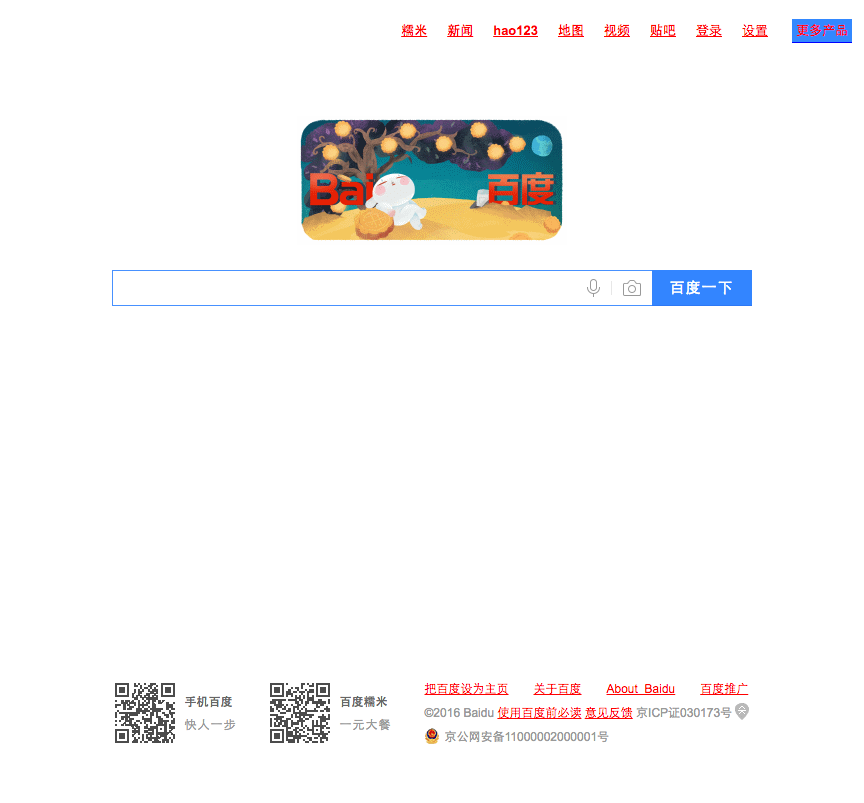 糯米 新闻 hao123 地图 视频 贴吧 登录 设置 更多产品
Bai 百度
百度一下
手机百度
快人一步
百度糯米
一元大餐
把百度设为主页 关于百度 About Baidu 百度推广
©2016 Baidu 使用百度前必读 意见反馈 京ICP证030173号
京公网安备11000002000001号